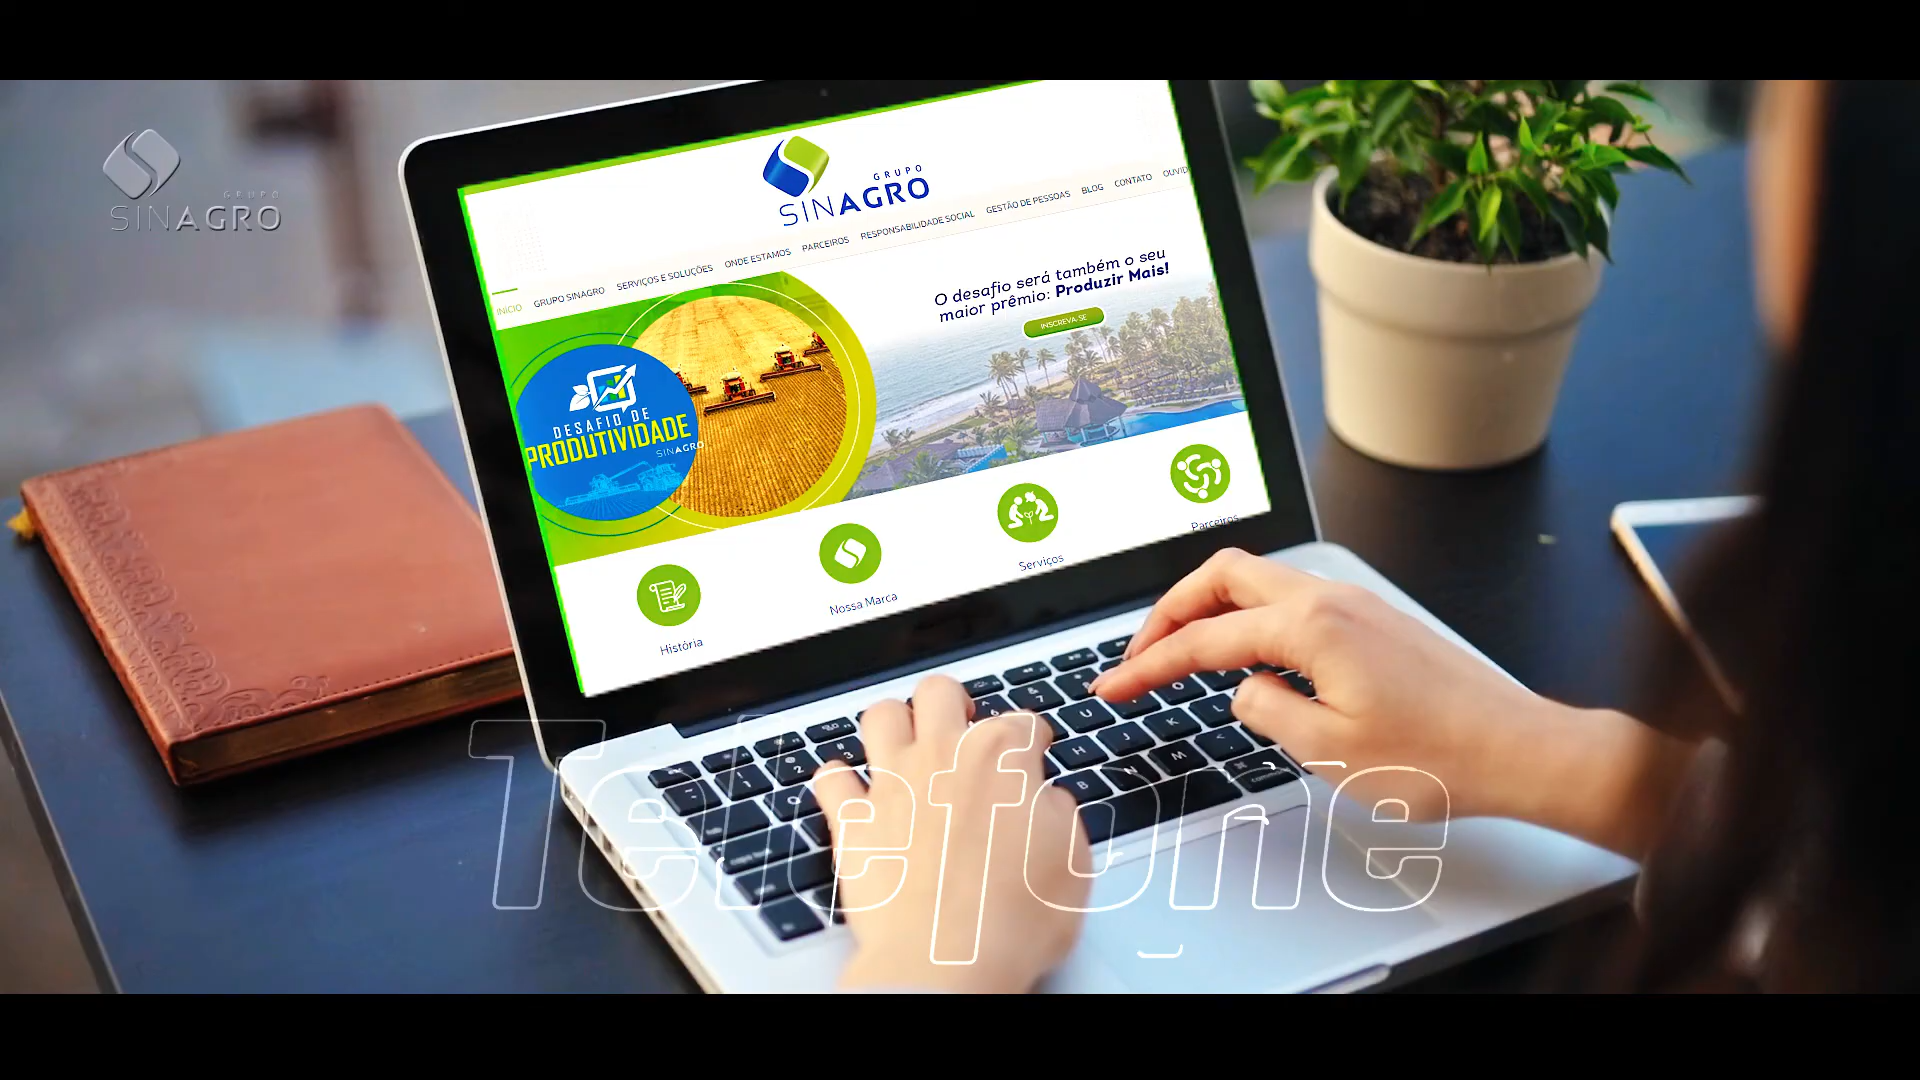 GRUPO
SINAGRO
GRUPO
SINAGRO
INÍCIO GRUPO SINAGRO SERVIÇOS E SOLUÇÕES ONDE ESTAMOS PARCEIROS RESPONSABILIDADE SOCIAL GESTÃO DE PESSOAS BLOG CONTATO OUVID
O desafio será também o seu
maior prêmio: Produzir Mais!
INSCREVA-SE
DESAFIO DE
PRODUTIVIDADE
SINAGRO
História
Nossa Marca
Serviços
Parceiros
Telefone